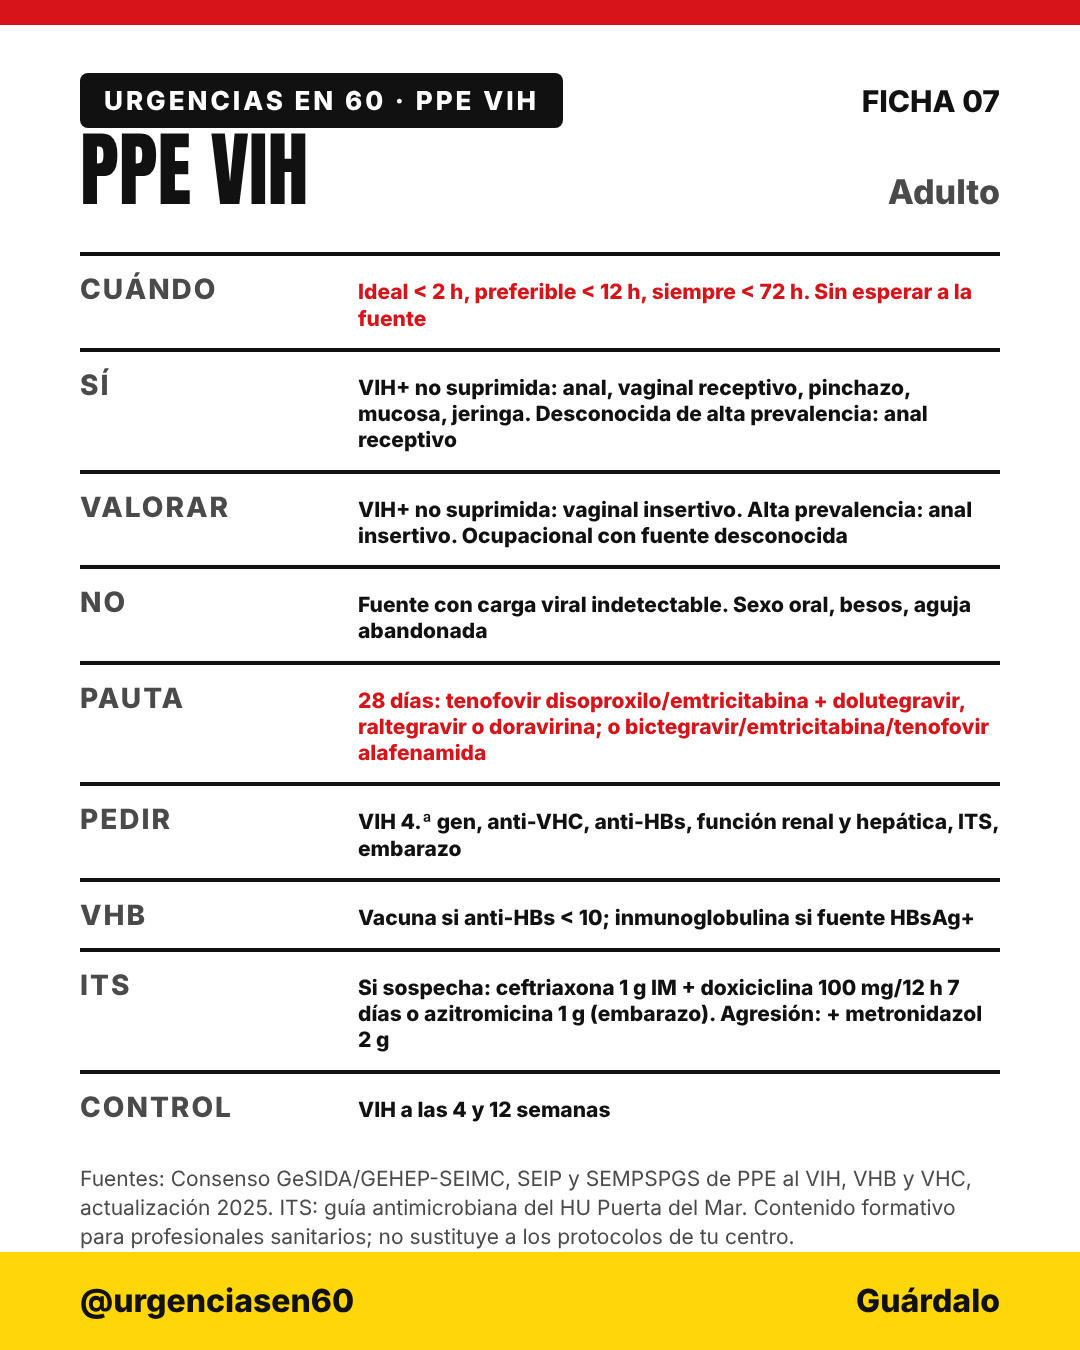 URGENCIAS EN 60 · PPE VIH
FICHA 07
PPE VIH
Adulto
CUÁNDO
Ideal < 2 h, preferible < 12 h, siempre < 72 h. Sin esperar a la
fuente
SÍ
VIH+ no suprimida: anal, vaginal receptivo, pinchazo,
mucosa, jeringa. Desconocida de alta prevalencia: anal
receptivo
VALORAR
VIH+ no suprimida: vaginal insertivo. Alta prevalencia: anal
insertivo. Ocupacional con fuente desconocida
NO
Fuente con carga viral indetectable. Sexo oral, besos, aguja
abandonada
PAUTA
28 días: tenofovir disoproxilo/emtricitabina + dolutegravir,
raltegravir o doravirina; o bictegravir/emtricitabina/tenofovir
alafenamida
PEDIR
VIH 4.ª gen, anti-VHC, anti-HBs, función renal y hepática, ITS,
embarazo
VHB
Vacuna si anti-HBs < 10; inmunoglobulina si fuente HBsAg+
ITS
Si sospecha: ceftriaxona 1 g IM + doxiciclina 100 mg/12 h 7
días o azitromicina 1 g (embarazo). Agresión: + metronidazol
2 g
CONTROL
VIH a las 4 y 12 semanas
Fuentes: Consenso GeSIDA/GEHEP-SEIMC, SEIP y SEMPSPGS de PPE al VIH, VHB y VHC,
actualización 2025. ITS: guía antimicrobiana del HU Puerta del Mar. Contenido formativo
para profesionales sanitarios; no sustituye a los protocolos de tu centro.
@urgenciasen60
Guárdalo